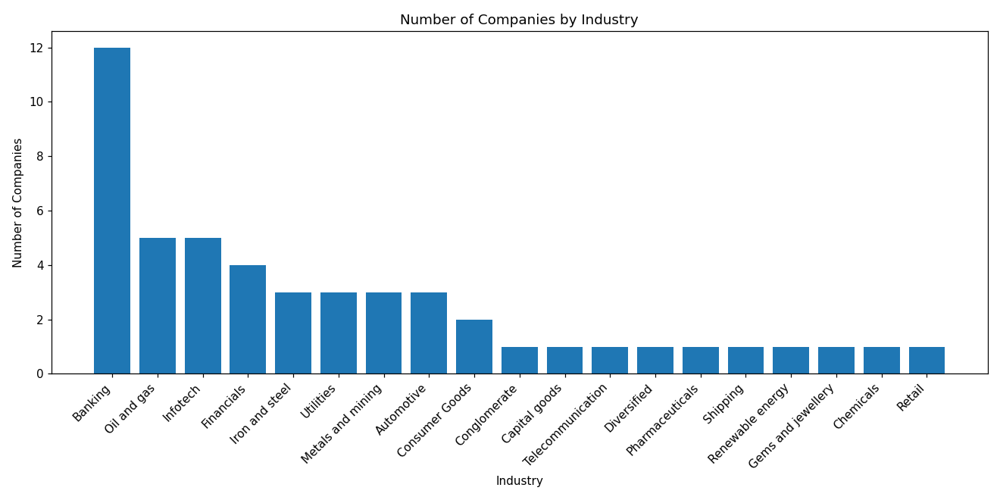 Number of Companies by Industry
Number of Companies
12
10
8
6
4
2
0
Banking
Oil and gas
Infotech
Financials
Iron and steel
Utilities
Metals and mining
Automotive
Consumer Goods
Conglomerate
Capital goods
Telecommunication
Diversified
Pharmaceuticals
Shipping
Renewable energy
Gems and jewellery
Chemicals
Retail
Industry